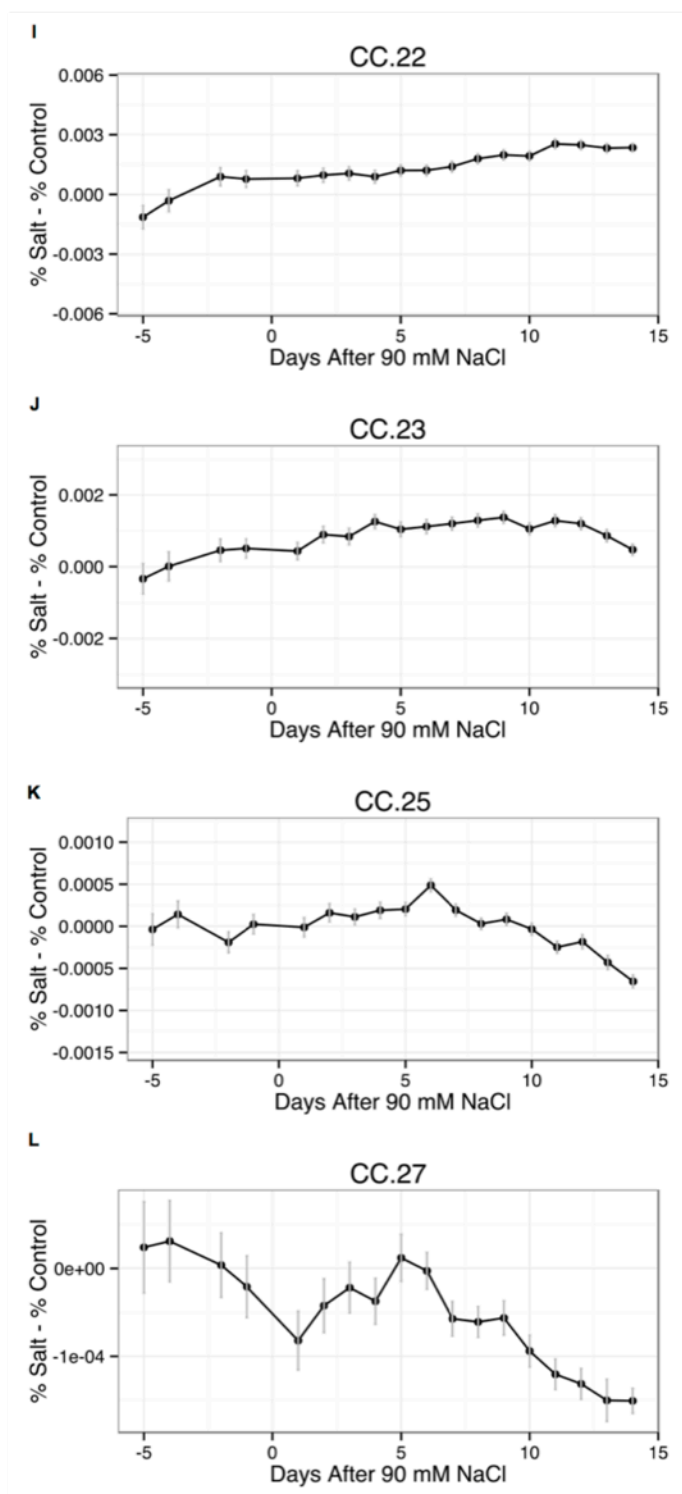 I
CC.22
0.006
0.003
0.000
-0.003
-0.006
% Salt - % Control
-5 0 5 10 15
Days After 90 mM NaCl
J
CC.23
0.002
0.000
-0.002
% Salt - % Control
-5 0 5 10 15
Days After 90 mM NaCl
K
CC.25
0.0010
0.0005
0.0000
-0.0005
-0.0010
-0.0015
% Salt - % Control
-5 0 5 10 15
Days After 90 mM NaCl
L
CC.27
0e+00
-1e-04
% Salt - % Control
-5 0 5 10 15
Days After 90 mM NaCl